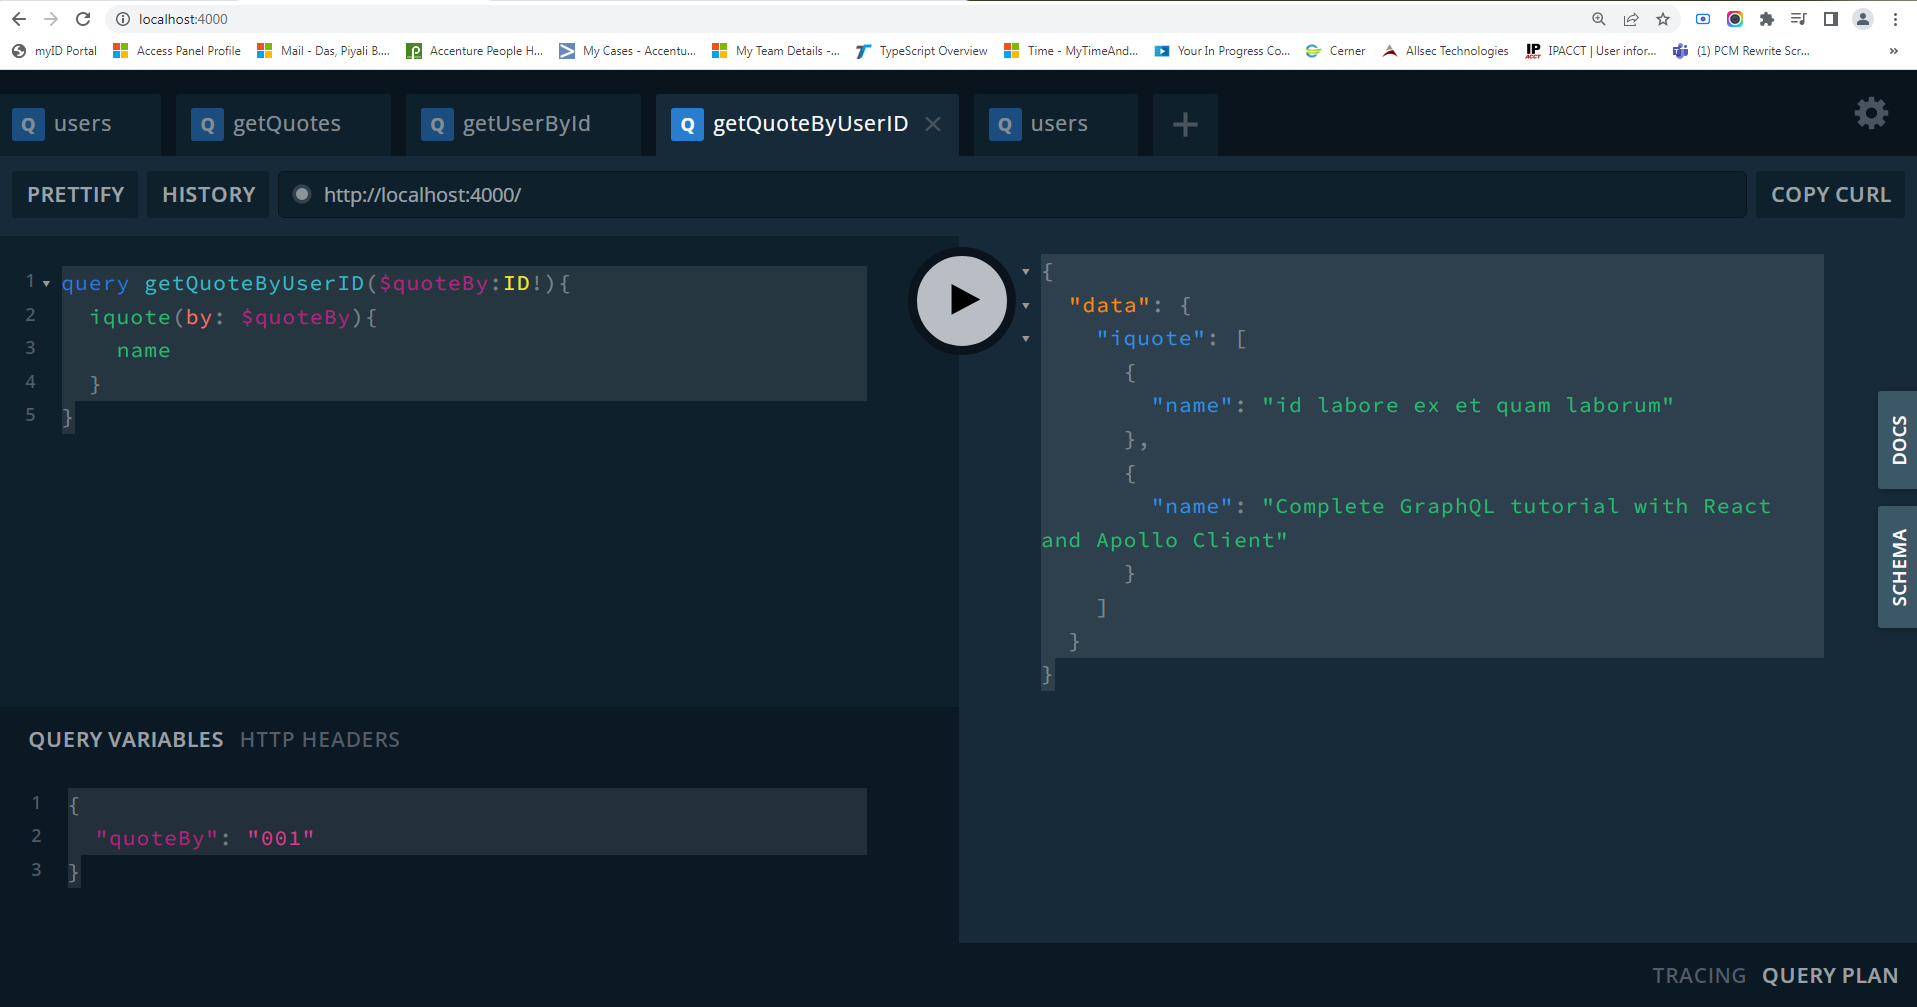 localhost:4000
myID Portal Access Panel Profile Mail - Das, Piyali B.... Accenture People H... My Cases - Accentu... My Team Details -... TypeScript Overview Time - MyTimeAnd... Your In Progress Co... Cerner Allsec Technologies IP ACCT IPACCT | User infor... (1) PCM Rewrite Scr... »
Q users Q getQuotes Q getUserById Q getQuoteByUserID Q users
PRETTIFY HISTORY http://localhost:4000/ COPY CURL
1 query getQuoteByUserID($quoteBy:ID!){
2 iquote(by: $quoteBy){
3 name
4 }
5 }
{
"data": {
"iquote": [
{
"name": "id labore ex et quam laborum"
},
{
"name": "Complete GraphQL tutorial with React
and Apollo Client"
}
]
}
}
DOCS
SCHEMA
QUERY VARIABLES HTTP HEADERS
1 {
2 "quoteBy": "001"
3 }
TRACING QUERY PLAN